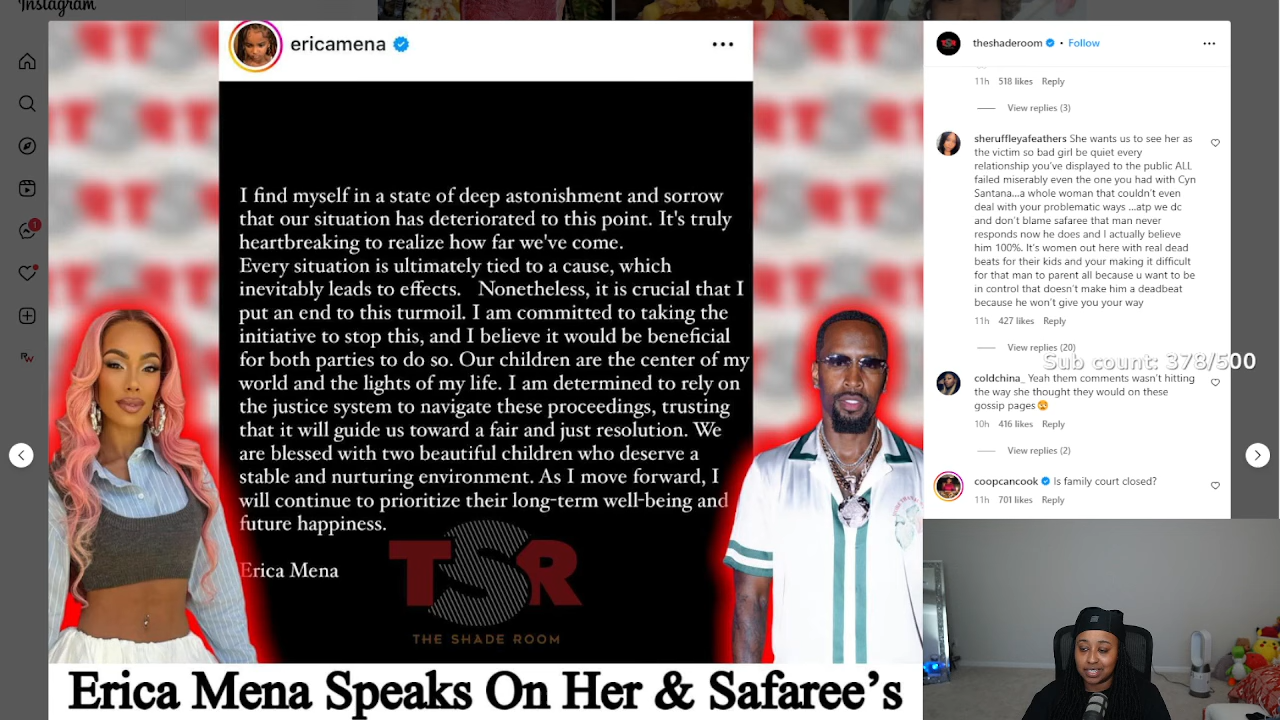 Instagram
ericamena
I find myself in a state of deep astonishment and sorrow
that our situation has deteriorated to this point. It's truly
heartbreaking to realize how far we've come.
Every situation is ultimately tied to a cause, which
inevitably leads to effects. Nonetheless, it is crucial that I
put an end to this turmoil. I am committed to taking the
initiative to stop this, and I believe it would be beneficial
for both parties to do so. Our children are the center of my
world and the lights of my life. I am determined to rely on
the justice system to navigate these proceedings, trusting
that it will guide us toward a fair and just resolution. We
are blessed with two beautiful children who deserve a
stable and nurturing environment. As I move forward, I
will continue to prioritize their long-term well-being and
future happiness.
Erica Mena
TSR
THE SHADE ROOM
Erica Mena Speaks On Her & Safaree's
theshaderoom • Follow
11h 518 likes Reply
View replies (3)
sheruffleyafeathers She wants us to see her as
the victim so bad girl be quiet every
relationship you've displayed to the public ALL
failed miserably even the one you had with Cyn
Santana...a whole woman that couldn't even
deal with your problematic ways ...atp we dc
and don't blame safaree that man never
responds now he does and I actually believe
him 100%. It's women out here with real dead
beats for their kids and your making it difficult
for that man to parent all because u want to be
in control that doesn't make him a deadbeat
because he won't give you your way
11h 427 likes Reply
View replies (20)
Sub count: 378/500
coldchina_ Yeah them comments wasn't hitting
the way she thought they would on these
gossip pages
10h 416 likes Reply
View replies (2)
coopcancook Is family court closed?
11h 701 likes Reply
1
RW